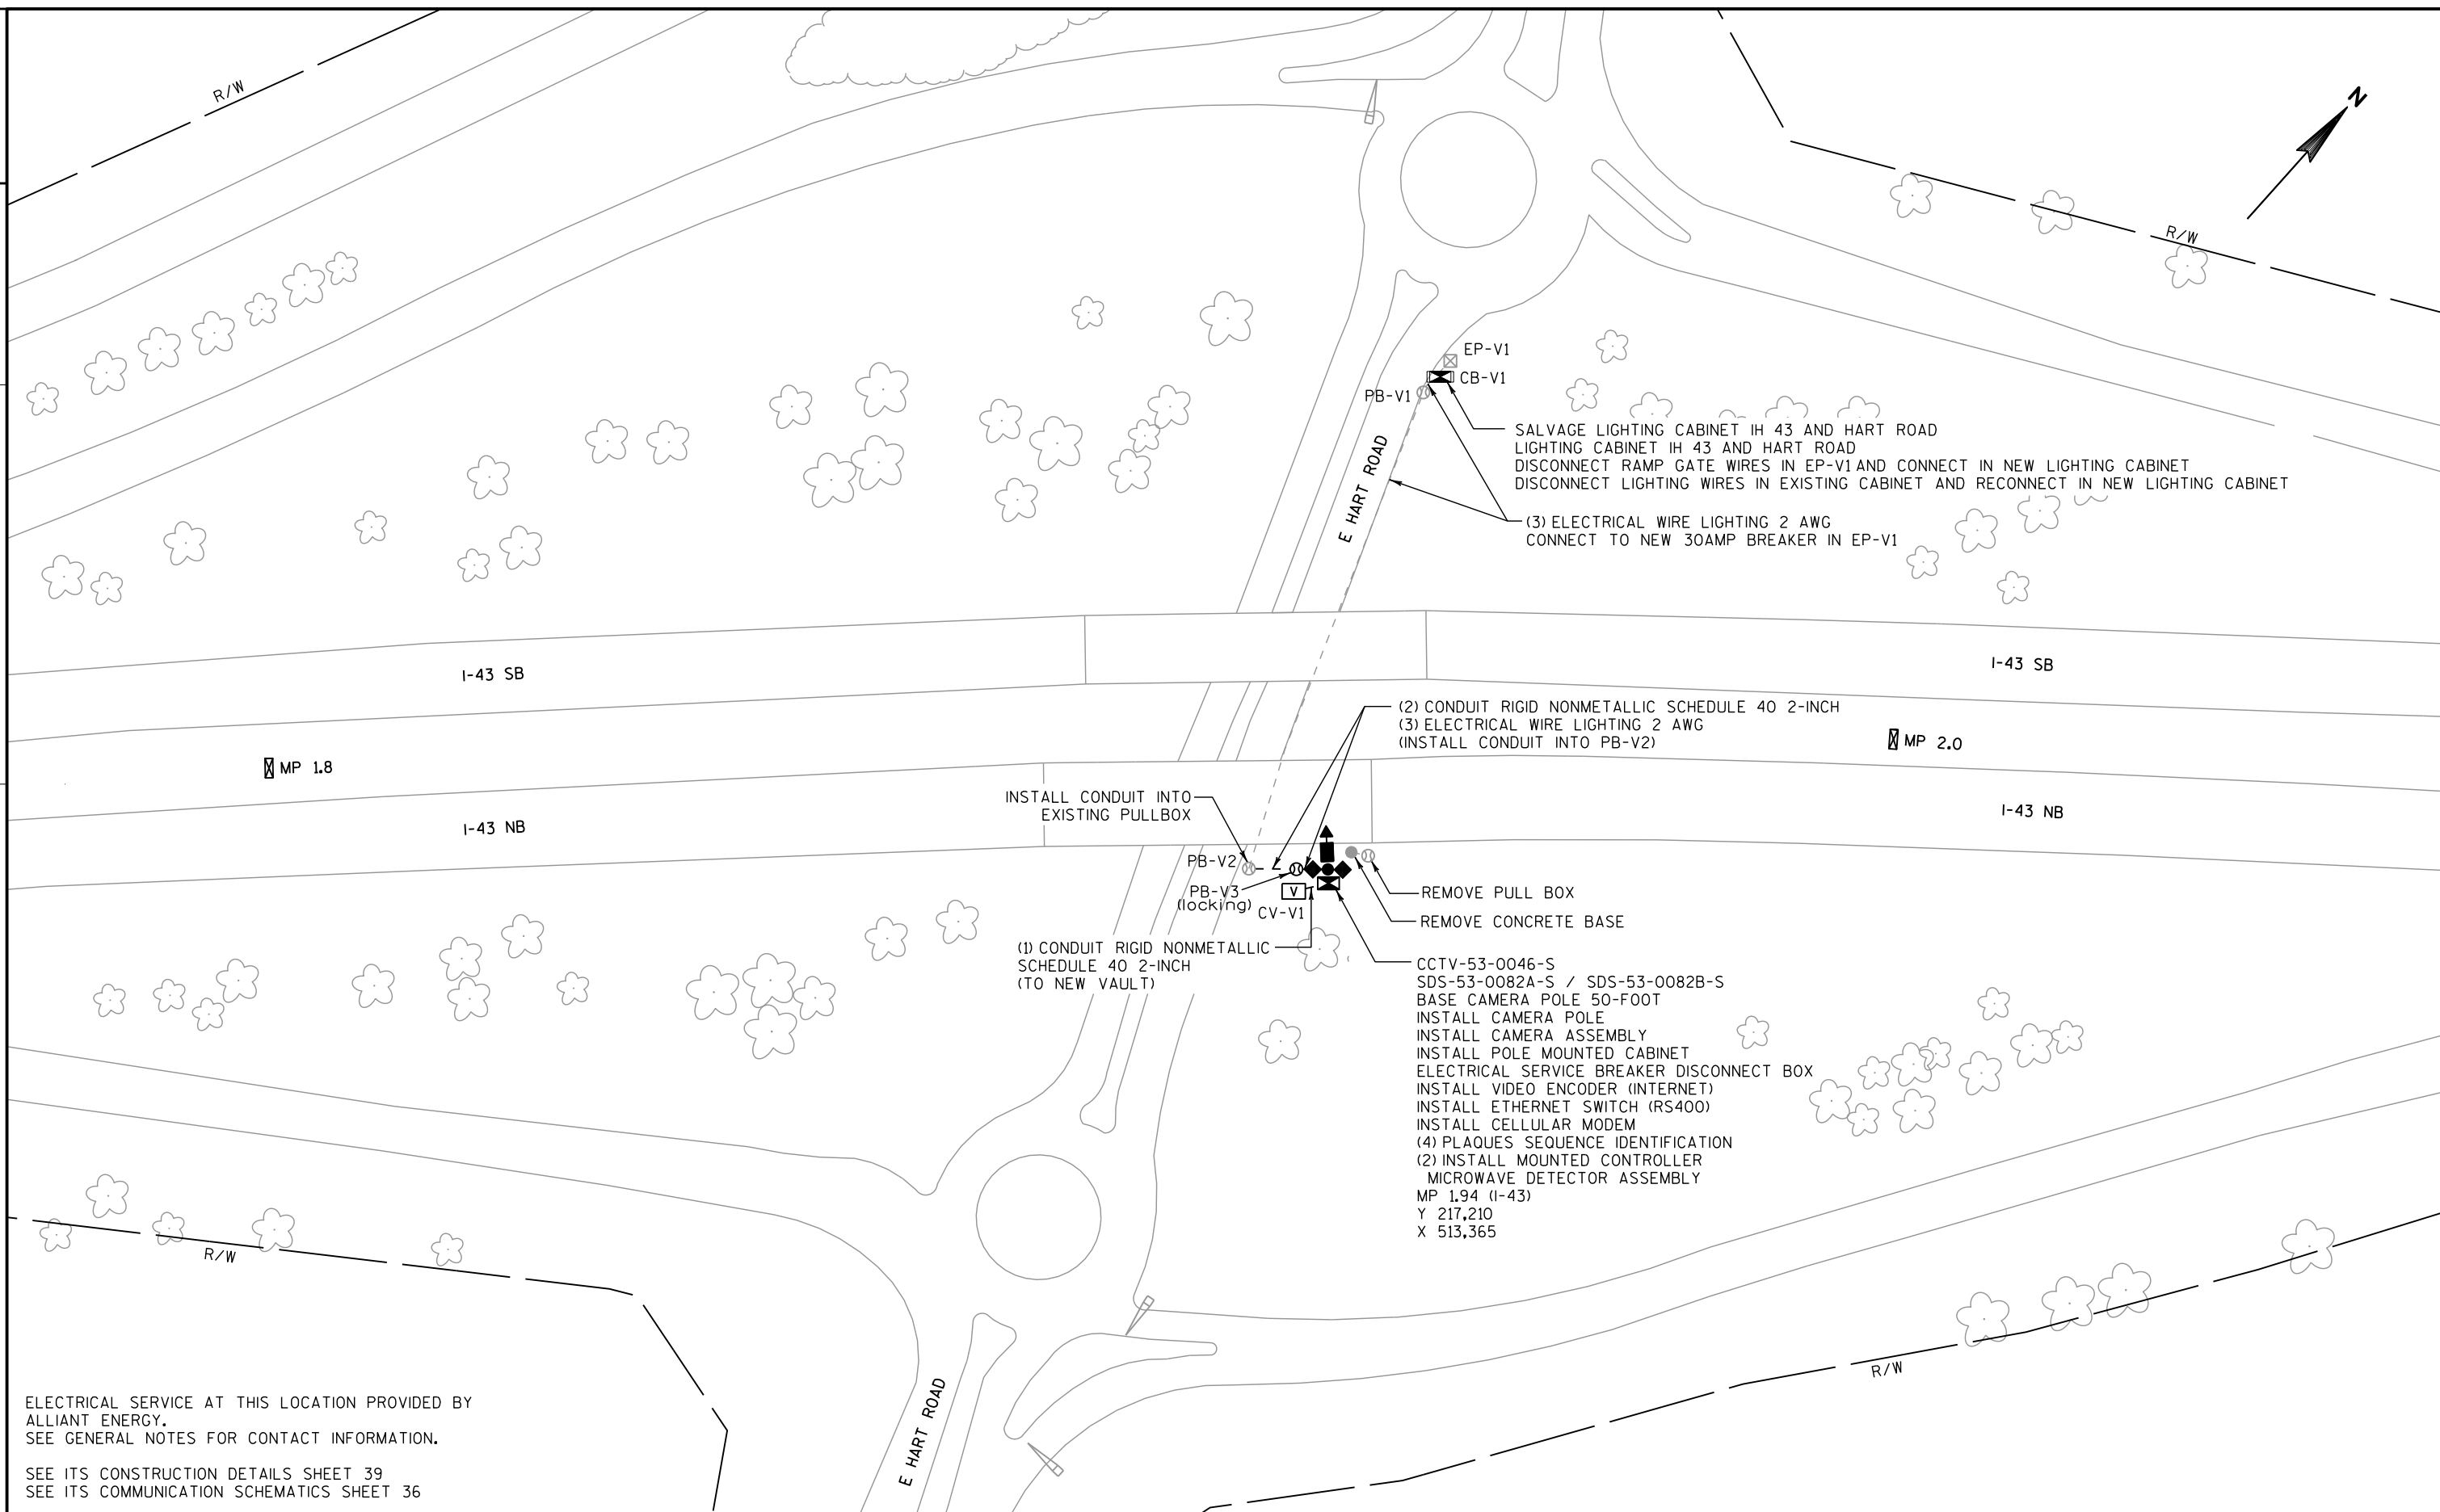 R/W
N
R/W
EP-V1
CB-V1
PB-V1
SALVAGE LIGHTING CABINET IH 43 AND HART ROAD
LIGHTING CABINET IH 43 AND HART ROAD
DISCONNECT RAMP GATE WIRES IN EP-V1 AND CONNECT IN NEW LIGHTING CABINET
DISCONNECT LIGHTING WIRES IN EXISTING CABINET AND RECONNECT IN NEW LIGHTING CABINET
E HART ROAD
(3) ELECTRICAL WIRE LIGHTING 2 AWG
CONNECT TO NEW 30AMP BREAKER IN EP-V1
I-43 SB
I-43 SB
(2) CONDUIT RIGID NONMETALLIC SCHEDULE 40 2-INCH
(3) ELECTRICAL WIRE LIGHTING 2 AWG
(INSTALL CONDUIT INTO PB-V2)
MP 1.8
MP 2.0
INSTALL CONDUIT INTO
EXISTING PULLBOX
I-43 NB
I-43 NB
PB-V2
PB-V3
(locking)
V
CV-V1
REMOVE PULL BOX
REMOVE CONCRETE BASE
(1) CONDUIT RIGID NONMETALLIC
SCHEDULE 40 2-INCH
(TO NEW VAULT)
CCTV-53-0046-S
SDS-53-0082A-S / SDS-53-0082B-S
BASE CAMERA POLE 50-FOOT
INSTALL CAMERA POLE
INSTALL CAMERA ASSEMBLY
INSTALL POLE MOUNTED CABINET
ELECTRICAL SERVICE BREAKER DISCONNECT BOX
INSTALL VIDEO ENCODER (INTERNET)
INSTALL ETHERNET SWITCH (RS400)
INSTALL CELLULAR MODEM
(4) PLAQUES SEQUENCE IDENTIFICATION
(2) INSTALL MOUNTED CONTROLLER
MICROWAVE DETECTOR ASSEMBLY
MP 1.94 (I-43)
Y 217,210
X 513,365
R/W
R/W
E HART ROAD
ELECTRICAL SERVICE AT THIS LOCATION PROVIDED BY
ALLIANT ENERGY.
SEE GENERAL NOTES FOR CONTACT INFORMATION.
SEE ITS CONSTRUCTION DETAILS SHEET 39
SEE ITS COMMUNICATION SCHEMATICS SHEET 36